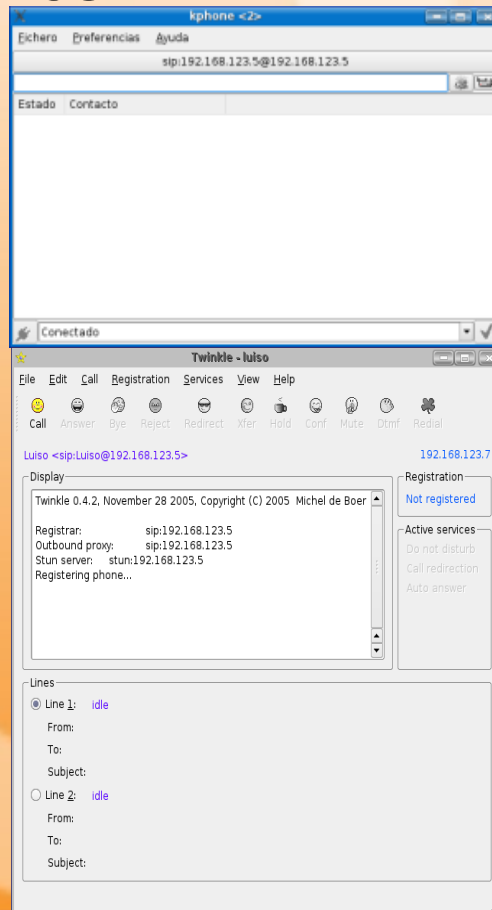 kphone <2>
Fichero Preferencias Ayuda
sip:192.168.123.5@192.168.123.5
Estado Contacto
Conectado
Twinkle - luiso
File Edit Call Registration Services View Help
Call Answer Bye Reject Redirect Xfer Hold Conf Mute Dtmf Redial
Luiso <sip:Luiso@192.168.123.5> 192.168.123.7
Display
Twinkle 0.4.2, November 28 2005, Copyright (C) 2005 Michel de Boer
Registrar: sip:192.168.123.5
Outbound proxy: sip:192.168.123.5
Stun server: stun:192.168.123.5
Registering phone...
Registration
Not registered
Active services
Do not disturb
Call redirection
Auto answer
Lines
Line 1: idle
From:
To:
Subject:
Line 2: idle
From:
To:
Subject: